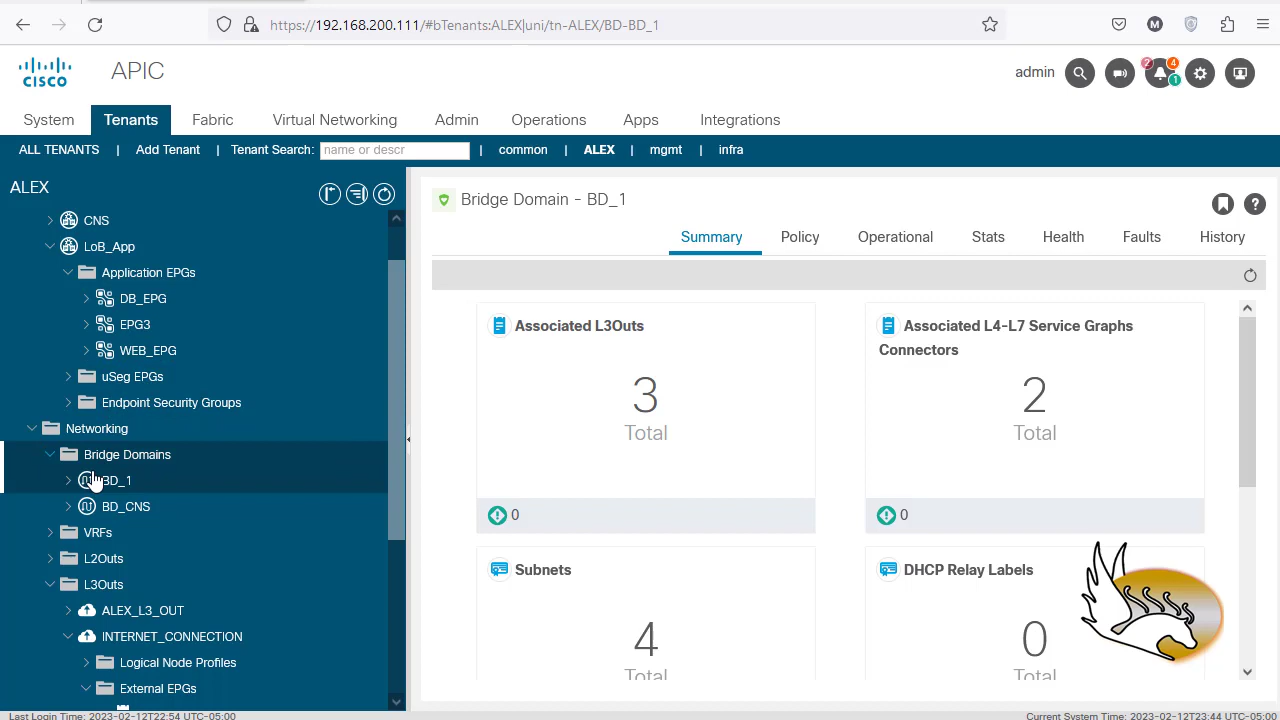 https://192.168.200.111/#bTenants:ALEX|uni/tn-ALEX/BD-BD_1
M
CISCO
APIC
admin
2
4
1
System
Tenants
Fabric
Virtual Networking
Admin
Operations
Apps
Integrations
ALL TENANTS | Add Tenant | Tenant Search: name or descr | common | ALEX | mgmt | infra
ALEX
CNS
LoB_App
Application EPGs
DB_EPG
EPG3
WEB_EPG
uSeg EPGs
Endpoint Security Groups
Networking
Bridge Domains
BD_1
BD_CNS
VRFs
L2Outs
L3Outs
ALEX_L3_OUT
INTERNET_CONNECTION
Logical Node Profiles
External EPGs
Bridge Domain - BD_1
?
Summary
Policy
Operational
Stats
Health
Faults
History
Associated L3Outs
3
Total
0
Associated L4-L7 Service Graphs
Connectors
2
Total
0
Subnets
4
Total
DHCP Relay Labels
0
Total
Last Login Time: 2023-02-12T22:54 UTC-05:00
Current System Time: 2023-02-12T23:44 UTC-05:00